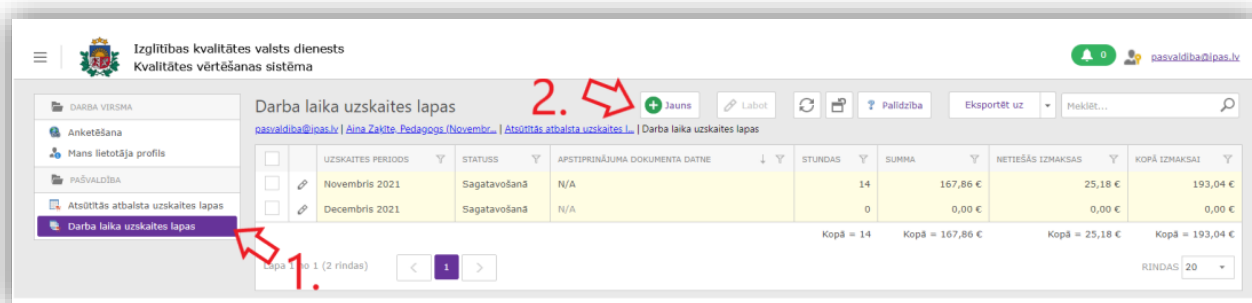 Izglītības kvalitātes valsts dienests
Kvalitātes vērtēšanas sistēma
0
pasvaldiba@ipas.lv
DARBA VIRSMA
Anketēšana
Mans lietotāja profils
PAŠVALDĪBA
Atsūtītās atbalsta uzskaites lapas
Darba laika uzskaites lapas
1.
Darba laika uzskaites lapas
2.
Jauns
Labot
? Palīdzība
Eksportēt uz
Meklēt...
pasvaldiba@ipas.lv | Aina Zaķīte, Pedagogs (Novembr... | Atsūtītās atbalsta uzskaites l... | Darba laika uzskaites lapas
UZSKAITES PERIODS STATUSS APSTIPRINĀJUMA DOKUMENTA DATNE STUNDAS SUMMA NETIEŠĀS IZMAKSAS KOPĀ IZMAKSAI
Novembris 2021 Sagatavošanā N/A 14 167,86 € 25,18 € 193,04 €
Decembris 2021 Sagatavošanā N/A 0 0,00 € 0,00 € 0,00 €
Kopā = 14 Kopā = 167,86 € Kopā = 25,18 € Kopā = 193,04 €
Lapa 1 no 1 (2 rindas) < 1 >
RINDAS 20